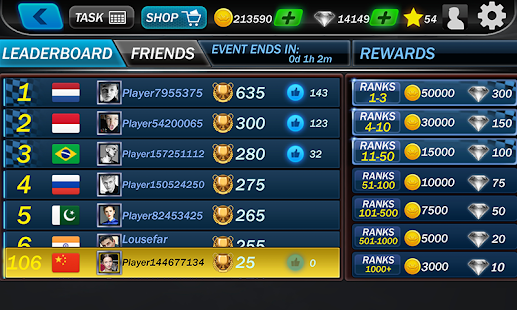 TASK SHOP 213590 14149 54
LEADERBOARD FRIENDS EVENT ENDS IN: 0d 1h 2m REWARDS
1 Player7955375 635 143
2 Player54200065 300 123
3 Player157251112 280 32
4 Player150524250 275
5 Player82453425 265
6 Lousefar 255
106 Player144677134 25 0
RANKS 1-3 50000 300
RANKS 4-10 30000 150
RANKS 11-50 15000 100
RANKS 51-100 10000 75
RANKS 101-500 7500 50
RANKS 501-1000 5000 20
RANKS 1000+ 3000 10